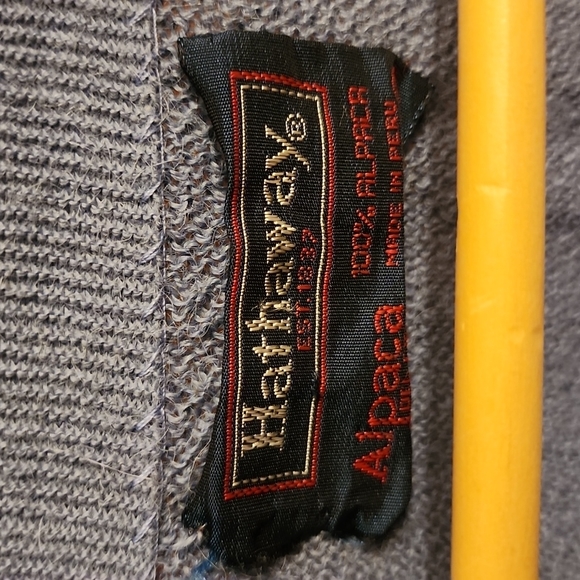 Hathaway®
EST. 1837
Alpaca 100% ALPACA
MADE IN PERU